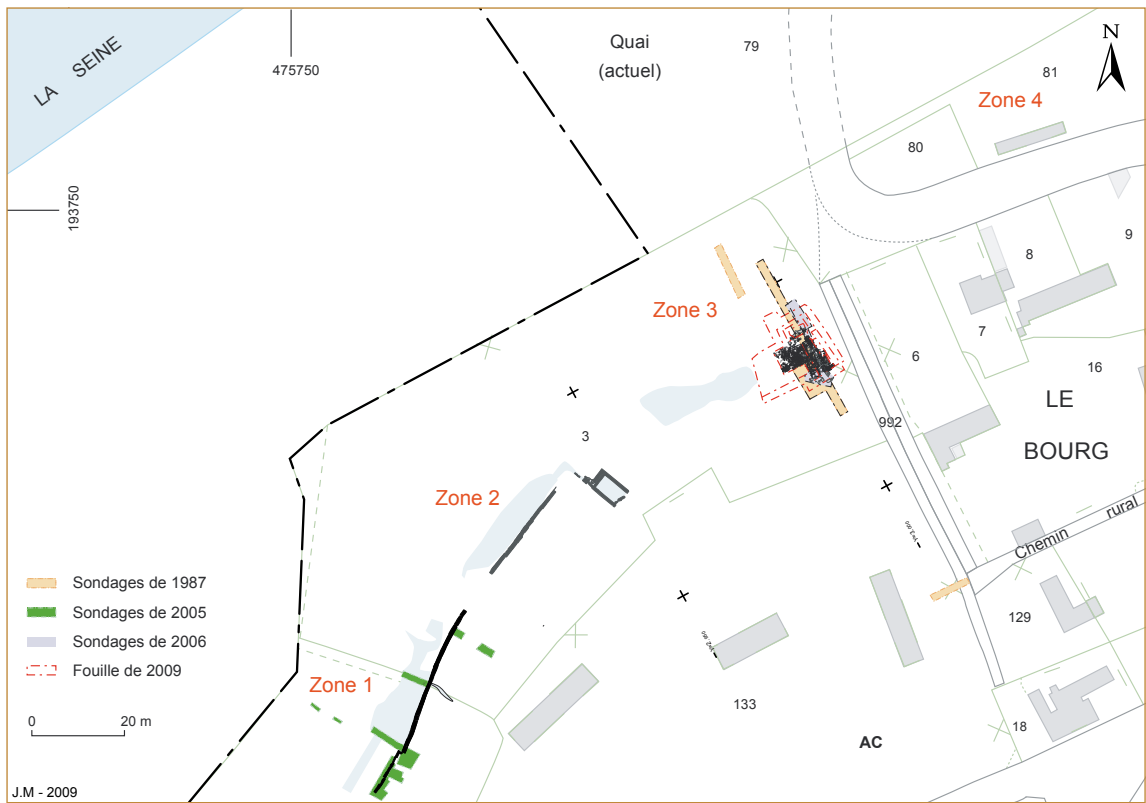 LA SEINE
475750
193750
Quai
(actuel)
79
N
81
Zone 4
80
9
8
7
6
16
Zone 3
LE
BOURG
992
3
Zone 2
Chemin rural
129
Zone 1
133
AC
18
Sondages de 1987
Sondages de 2005
Sondages de 2006
Fouille de 2009
0 20 m
J.M - 2009